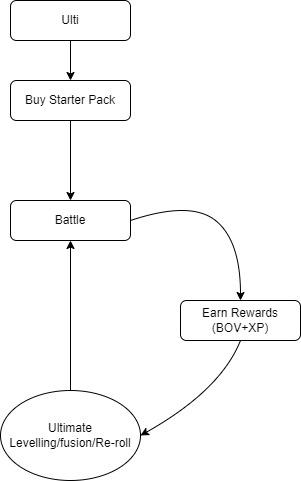 Ulti
Buy Starter Pack
Battle
Earn Rewards
(BOV+XP)
Ultimate
Levelling/fusion/Re-roll